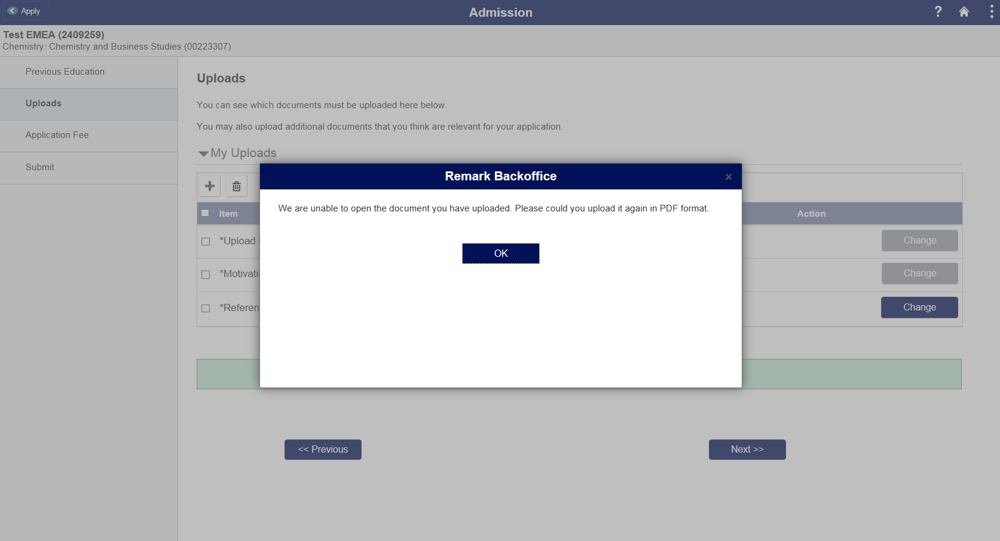 Apply
Admission
Test EMEA (2409259)
Chemistry: Chemistry and Business Studies (00223307)
Previous Education
Uploads
Application Fee
Submit
Uploads
You can see which documents must be uploaded here below.
You may also upload additional documents that you think are relevant for your application.
My Uploads
Remark Backoffice
We are unable to open the document you have uploaded. Please could you upload it again in PDF format.
OK
Item
Action
*Upload
Change
*Motivati
Change
*Referen
Change
<< Previous
Next >>